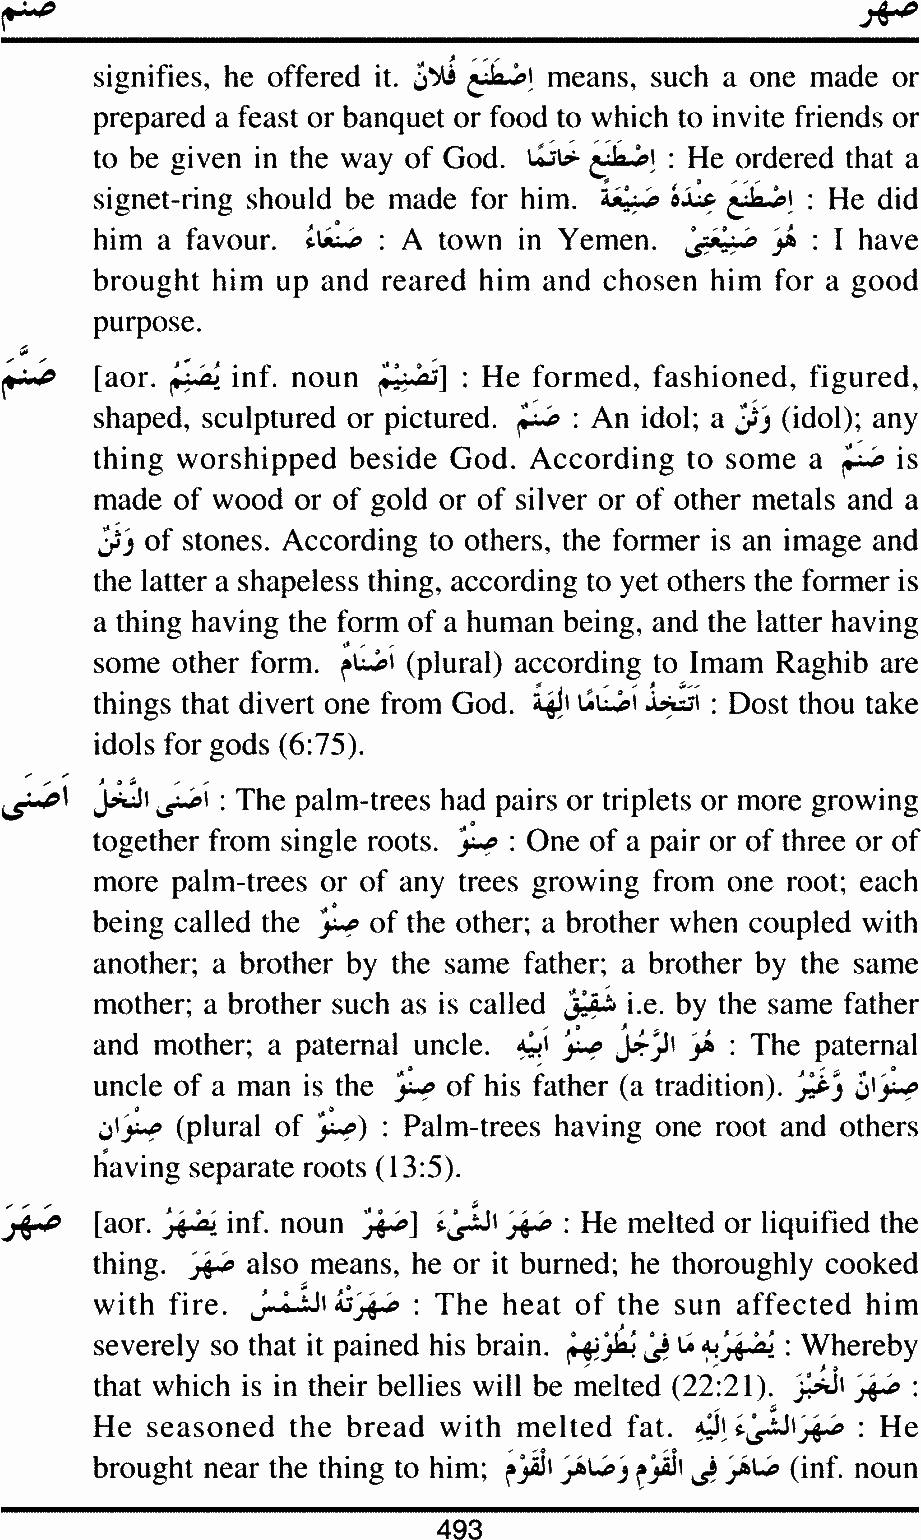 صنم صهر
signifies, he offered it. اِصْطَنَعَ فُلَانٌ means, such a one made or
prepared a feast or banquet or food to which to invite friends or
to be given in the way of God. اِصْطَنَعَ خَاتَمًا : He ordered that a
signet-ring should be made for him. اِصْطَنَعَ عِنْدَهُ صَنِيْعَةً : He did
him a favour. صَنْعَاءُ : A town in Yemen. هُوَ صَنِيْعَتِىْ : I have
brought him up and reared him and chosen him for a good
purpose.
صَنَّمَ [aor. يُصَنِّمُ inf. noun تَصْنِيْمٌ] : He formed, fashioned, figured,
shaped, sculptured or pictured. صَنَمٌ : An idol; a وَثَنٌ (idol); any
thing worshipped beside God. According to some a صَنَمٌ is
made of wood or of gold or of silver or of other metals and a
وَثَنٌ of stones. According to others, the former is an image and
the latter a shapeless thing, according to yet others the former is
a thing having the form of a human being, and the latter having
some other form. اَصْنَامٌ (plural) according to Imam Raghib are
things that divert one from God. اَتَتَّخِذُ اَصْنَامًا اٰلِهَةً : Dost thou take
idols for gods (6:75).
اَصْنَى اَصْنَى النَّخْلُ : The palm-trees had pairs or triplets or more growing
together from single roots. صِنْوٌ : One of a pair or of three or of
more palm-trees or of any trees growing from one root; each
being called the صِنْوٌ of the other; a brother when coupled with
another; a brother by the same father; a brother by the same
mother; a brother such as is called شَقِيْقٌ i.e. by the same father
and mother; a paternal uncle. هُوَ الرَّجُلُ صِنْوُ اَبِيْهِ : The paternal
uncle of a man is the صِنْوٌ of his father (a tradition). صِنْوَانٌ وَّغَيْرُ
صِنْوَانٍ (plural of صِنْوٌ) : Palm-trees having one root and others
having separate roots (13:5).
صَهَرَ [aor. يَصْهَرُ inf. noun صَهْرٌ] صَهَرَ الشَّىْءَ : He melted or liquified the
thing. صَهَرَ also means, he or it burned; he thoroughly cooked
with fire. صَهَرَتْهُ الشَّمْسُ : The heat of the sun affected him
severely so that it pained his brain. يُصْهَرُ بِهٖ مَا فِىْ بُطُوْنِهِمْ : Whereby
that which is in their bellies will be melted (22:21). صَهَرَ الْخُبْزَ :
He seasoned the bread with melted fat. صَهَرَ الشَّىْءَ اِلَيْهِ : He
brought near the thing to him; صَاهَرَ فِى الْقَوْمِ وَصَاهَرَ الْقَوْمَ (inf. noun
493